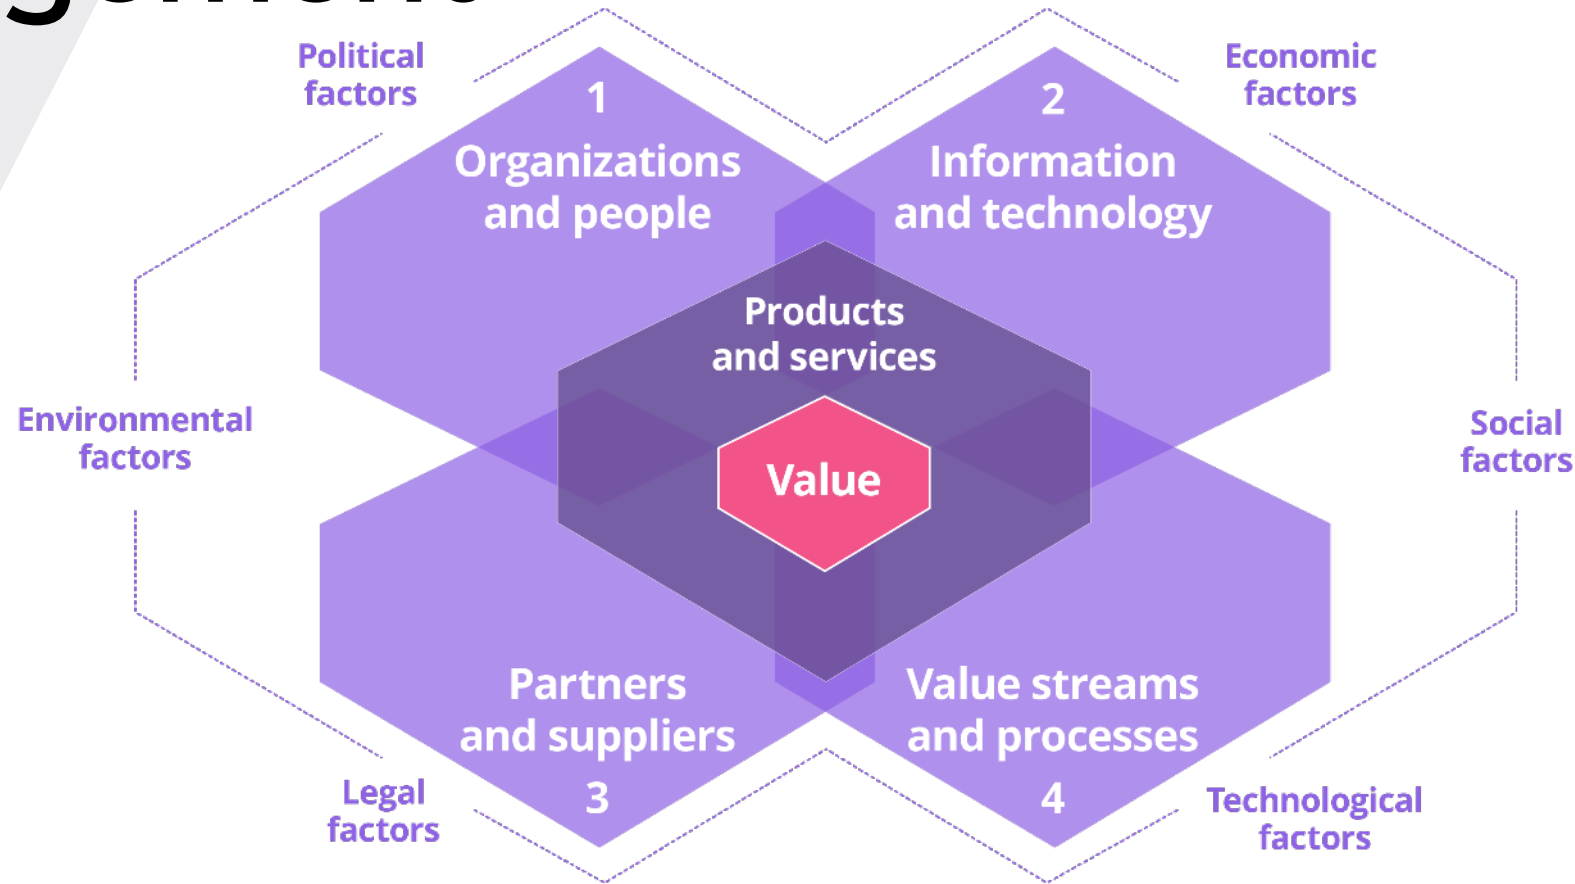 Political
factors
Economic
factors
1
Organizations
and people
2
Information
and technology
Products
and services
Value
Environmental
factors
Social
factors
Partners
and suppliers
3
Value streams
and processes
4
Legal
factors
Technological
factors